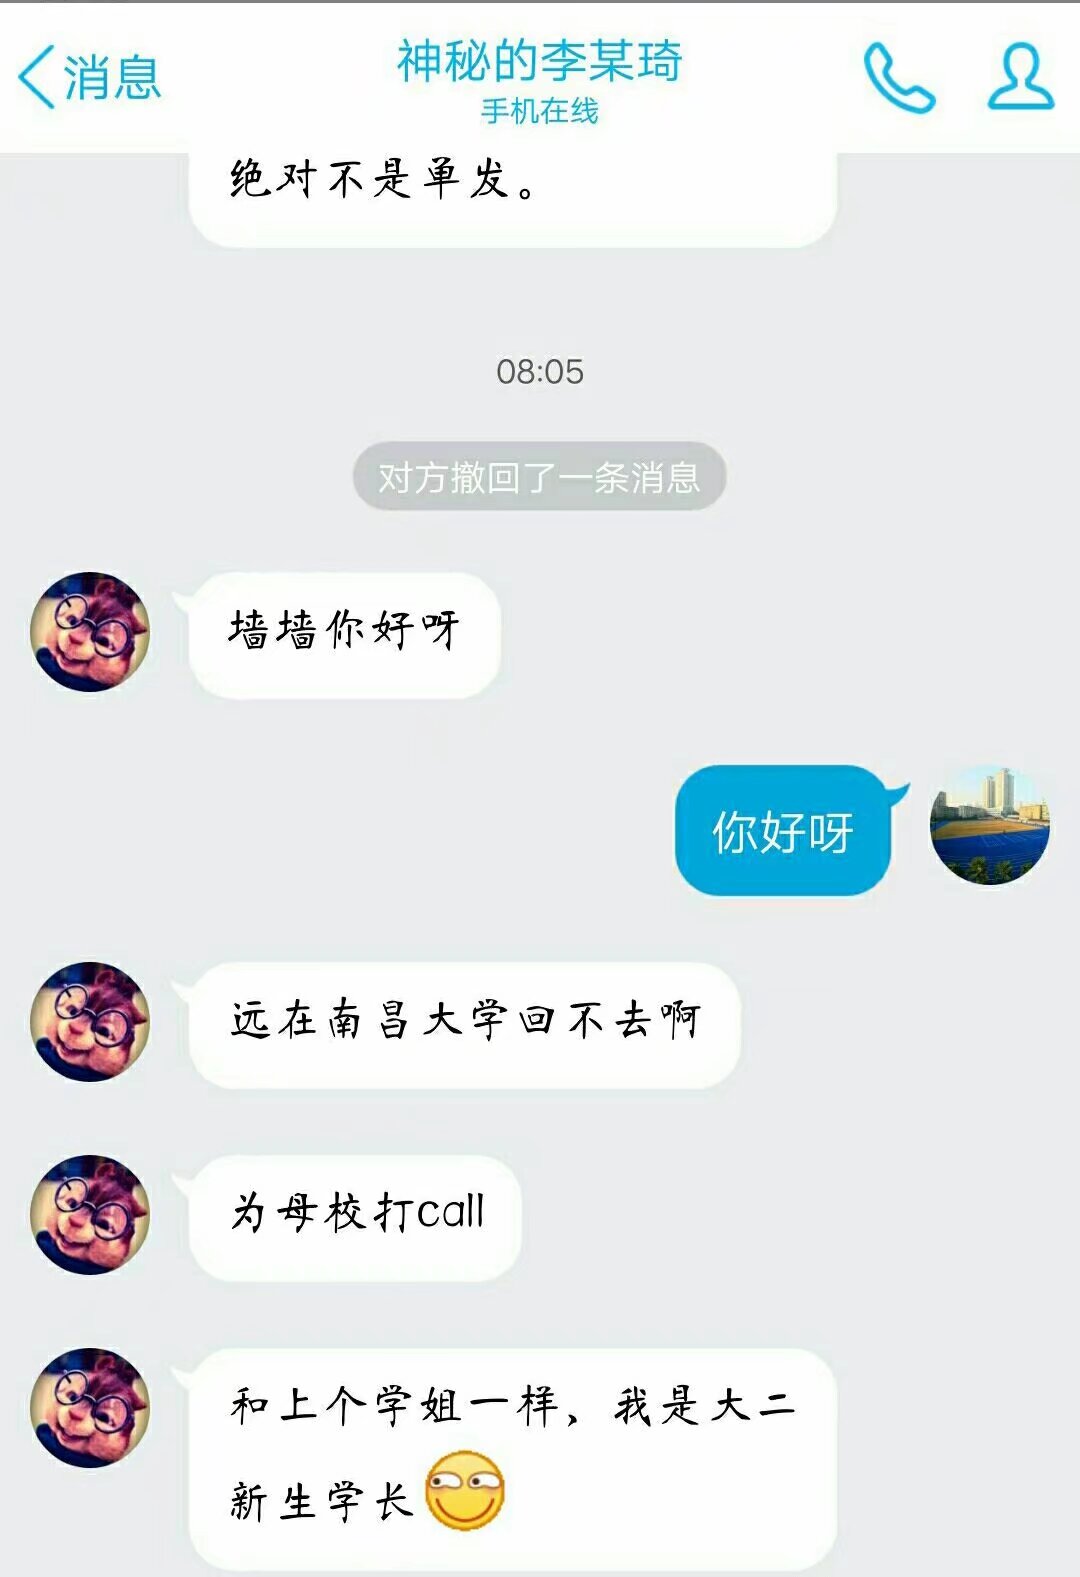 消息
神秘的李某琦
手机在线
绝对不是单发。
08:05
对方撤回了一条消息
墙墙你好呀
你好呀
远在南昌大学回不去啊
为母校打call
和上个学姐一样，我是大二
新生学长